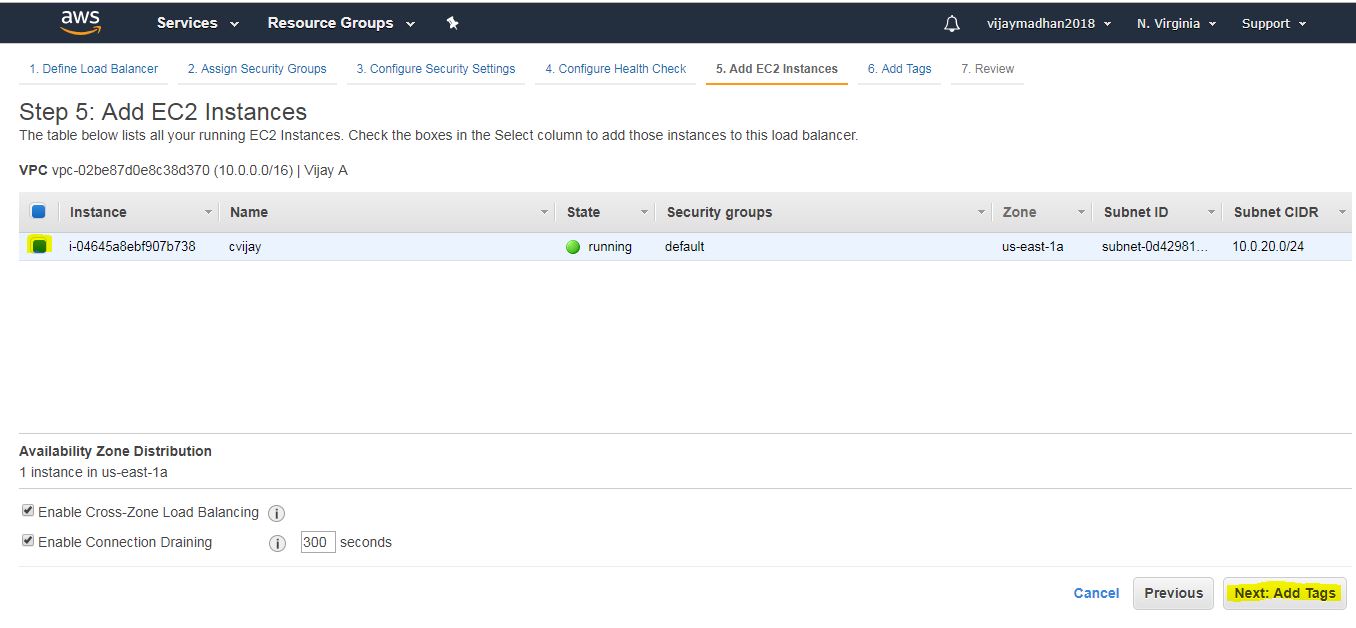 aws Services Resource Groups vijaymadhan2018 N. Virginia Support
1. Define Load Balancer 2. Assign Security Groups 3. Configure Security Settings 4. Configure Health Check 5. Add EC2 Instances 6. Add Tags 7. Review
Step 5: Add EC2 Instances
The table below lists all your running EC2 Instances. Check the boxes in the Select column to add those instances to this load balancer.
VPC vpc-02be87d0e8c38d370 (10.0.0.0/16) | Vijay A
Instance Name State Security groups Zone Subnet ID Subnet CIDR
i-04645a8ebf907b738 cvijay running default us-east-1a subnet-0d42981... 10.0.20.0/24
Availability Zone Distribution
1 instance in us-east-1a
Enable Cross-Zone Load Balancing i
Enable Connection Draining i 300 seconds
Cancel Previous Next: Add Tags